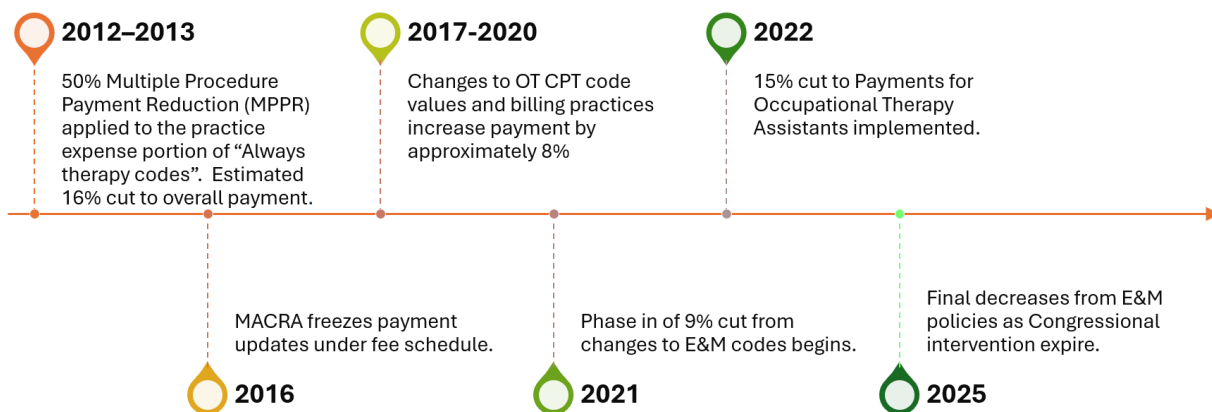 2012–2013
50% Multiple Procedure
Payment Reduction (MPPR)
applied to the practice
expense portion of “Always
therapy codes”.  Estimated
16% cut to overall payment.
2017-2020
Changes to OT CPT code
values and billing practices
increase payment by
approximately 8%
2022
15% cut to Payments for
Occupational Therapy
Assistants implemented.
MACRA freezes payment
updates under fee schedule.
2016
Phase in of 9% cut from
changes to E&M codes begins.
2021
Final decreases from E&M
policies as Congressional
intervention expire.
2025